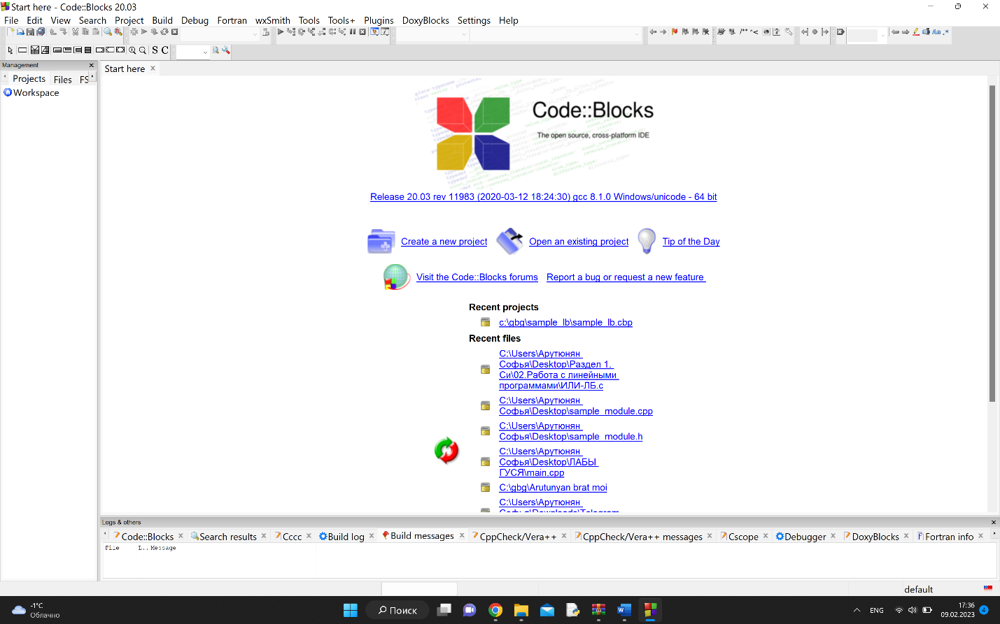 Start here - Code::Blocks 20.03
File Edit View Search Project Build Debug Fortran wxSmith Tools Tools+ Plugins DoxyBlocks Settings Help
/** *<
S C
Management
Projects Files FS
Workspace
Start here
Code::Blocks
The open source, cross-platform IDE
Release 20.03 rev 11983 (2020-03-12 18:24:30) gcc 8.1.0 Windows/unicode - 64 bit
Create a new project Open an existing project Tip of the Day
Visit the Code::Blocks forums Report a bug or request a new feature
Recent projects
c:\gbg\sample_lb\sample_lb.cbp
Recent files
C:\Users\Арутюнян
Софья\Desktop\Раздел 1.
Си\02.Работа с линейными
программами\ИЛИ-ЛБ.c
C:\Users\Арутюнян
Софья\Desktop\sample_module.cpp
C:\Users\Арутюнян
Софья\Desktop\sample_module.h
C:\Users\Арутюнян
Софья\Desktop\ЛАБЫ
ГУСЯ\main.cpp
C:\gbg\Arutunyan brat moi
C:\Users\Арутюнян
Софья\Downloads\Telegram
Logs & others
Code::Blocks Search results Cccc Build log Build messages CppCheck/Vera++ CppCheck/Vera++ messages Cscope Debugger DoxyBlocks Fortran info
File L.. Message
default
-1°C
Облачно
Поиск
ENG
17:36
09.02.2023
4